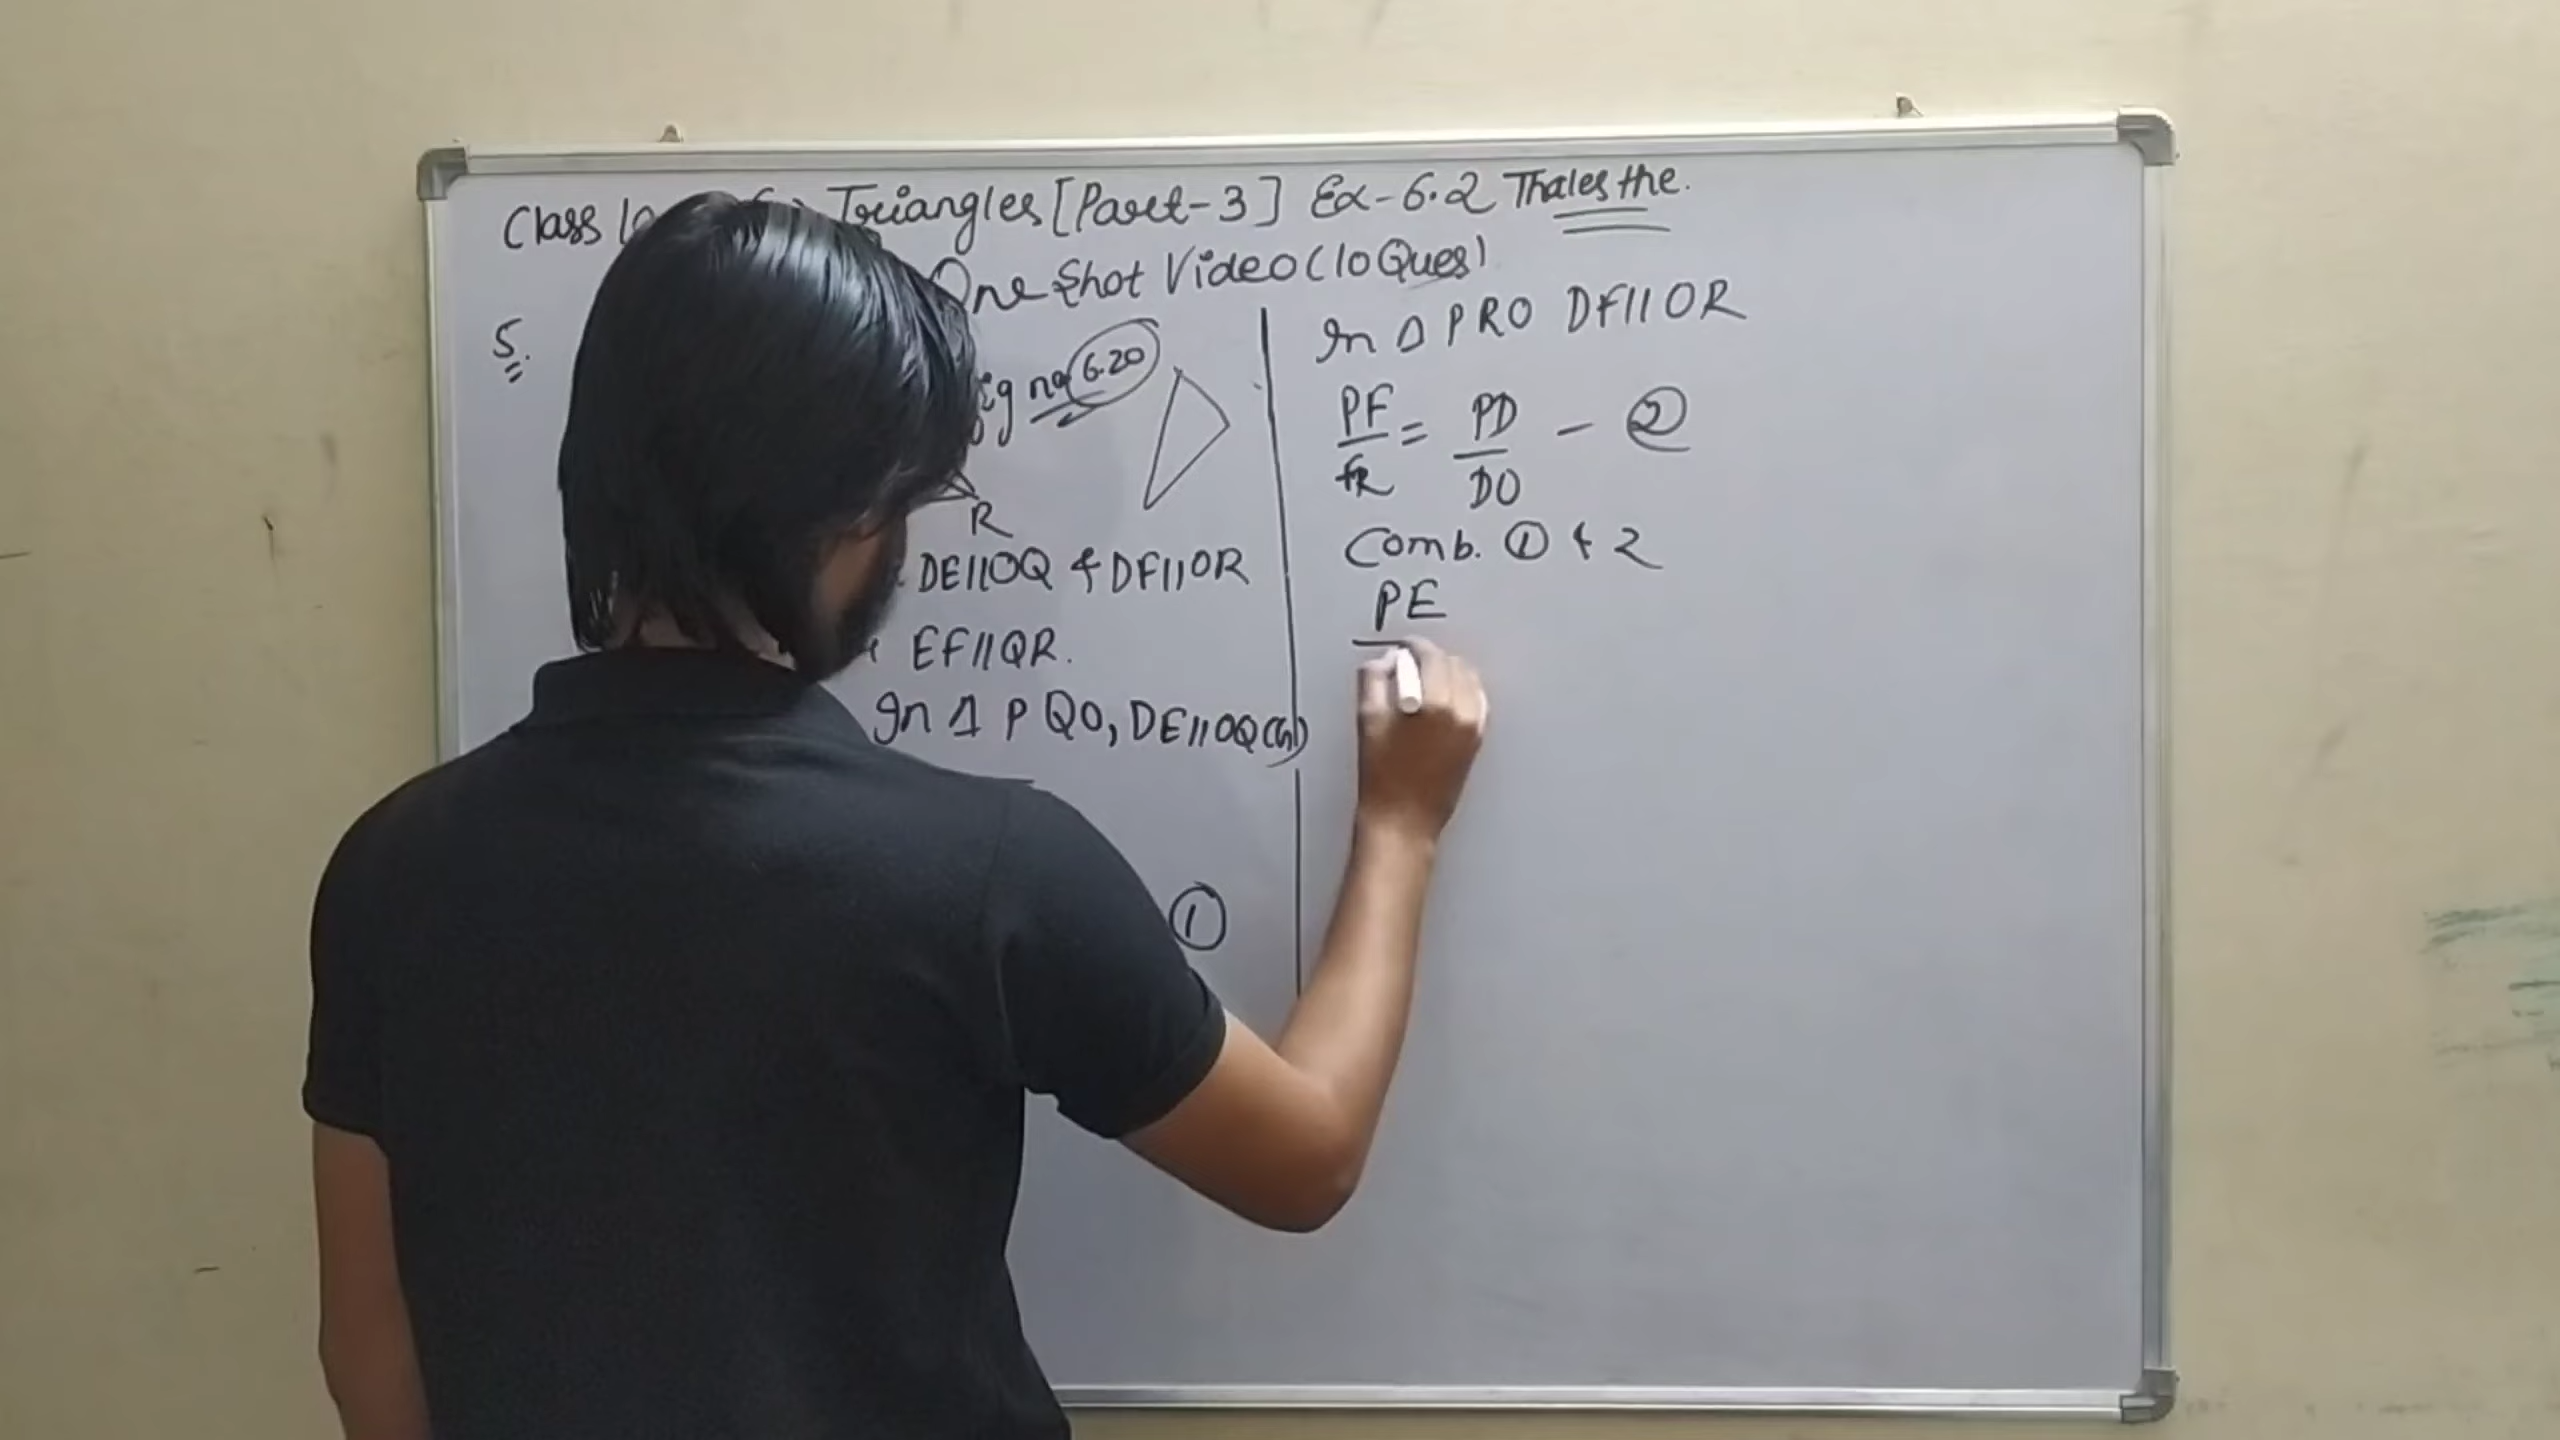 Class 10 Triangles [Part-3] Ex-6.2 Thales the.
One Shot Video (10 Ques)
5.
fig no 6.20
R
DE||OQ & DF||OR
EF||QR.
In Δ PQO, DE||OQ (G)
①
In Δ PRO DF||OR
PF/FR = PD/DO - ②
Comb. ① & 2
PE